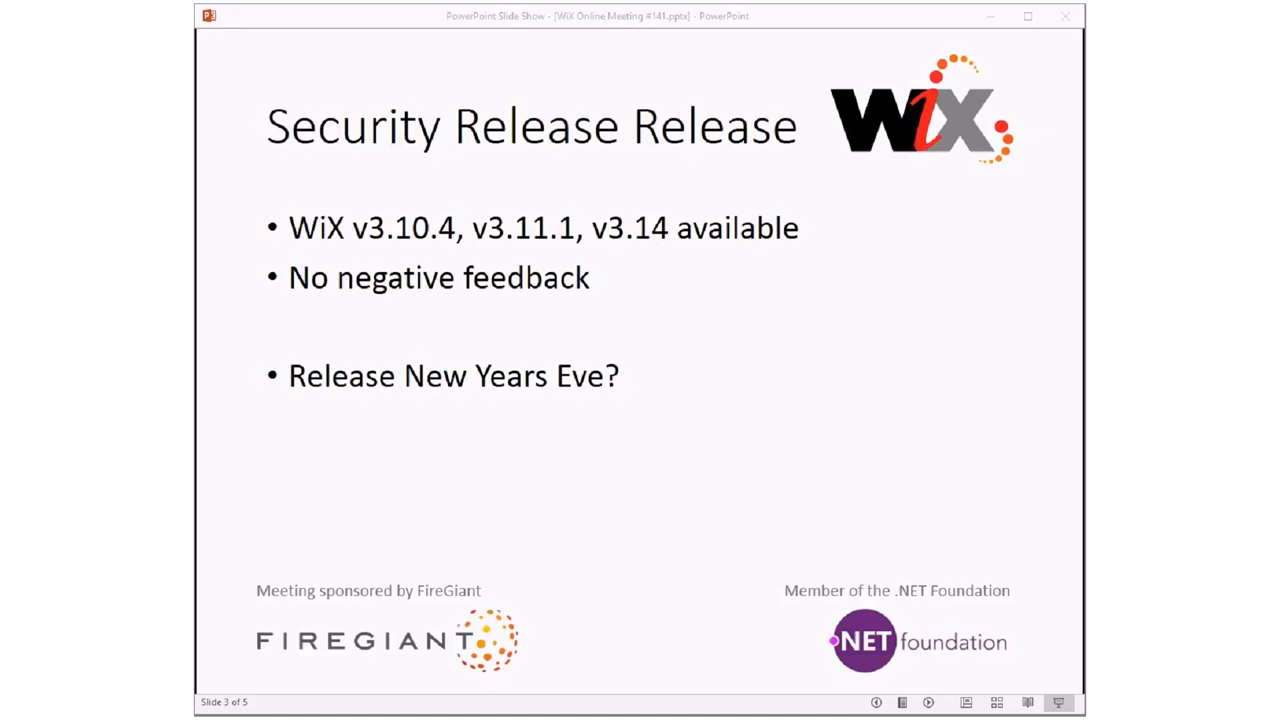 PowerPoint Slide Show - [WiX Online Meeting #141.pptx] - PowerPoint
WiX
Security Release Release
• WiX v3.10.4, v3.11.1, v3.14 available
• No negative feedback
• Release New Years Eve?
Meeting sponsored by FireGiant
Member of the .NET Foundation
FIREGIANT
.NET foundation
Slide 3 of 5